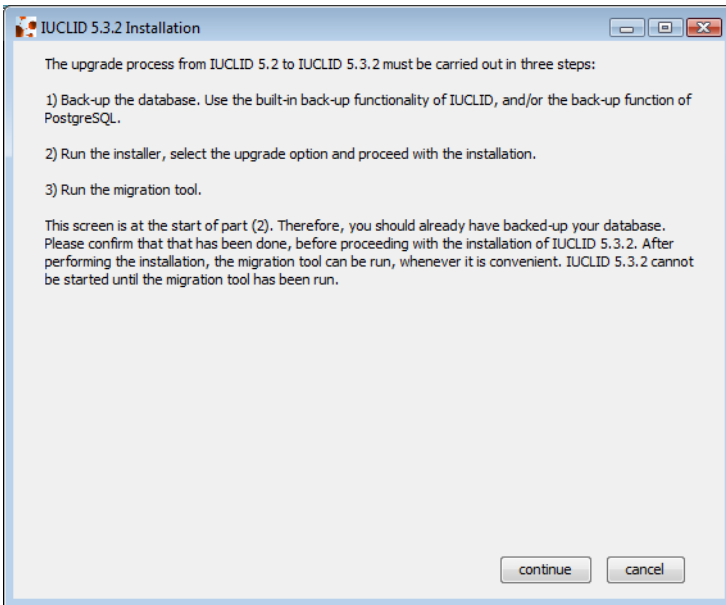 IUCLID 5.3.2 Installation
The upgrade process from IUCLID 5.2 to IUCLID 5.3.2 must be carried out in three steps:
1) Back-up the database. Use the built-in back-up functionality of IUCLID, and/or the back-up function of
PostgreSQL.
2) Run the installer, select the upgrade option and proceed with the installation.
3) Run the migration tool.
This screen is at the start of part (2). Therefore, you should already have backed-up your database.
Please confirm that that has been done, before proceeding with the installation of IUCLID 5.3.2. After
performing the installation, the migration tool can be run, whenever it is convenient. IUCLID 5.3.2 cannot
be started until the migration tool has been run.
continue cancel